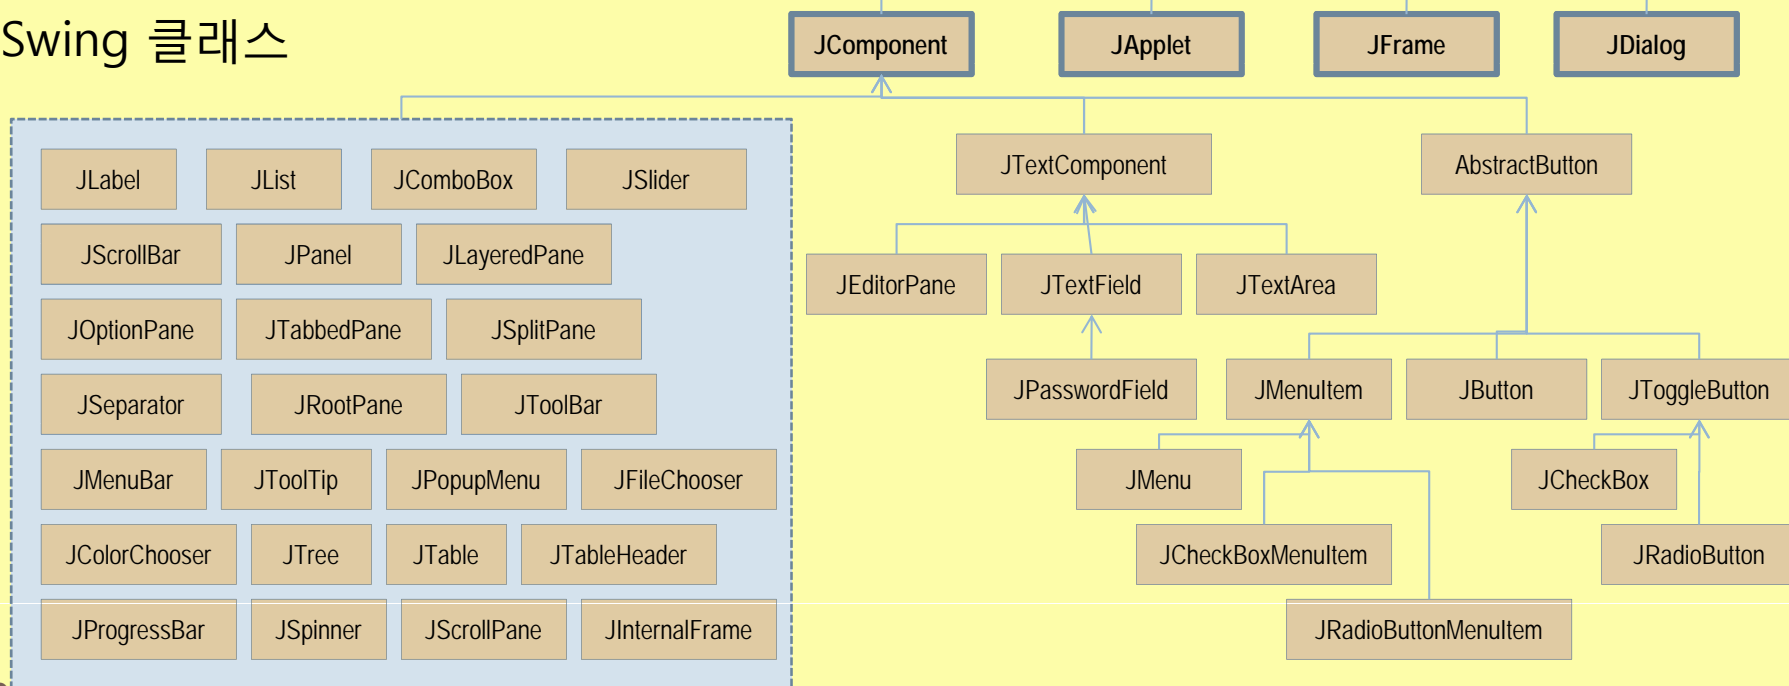 Swing 클래스
JComponent JApplet JFrame JDialog
JTextComponent AbstractButton
JLabel JList JComboBox JSlider
JScrollBar JPanel JLayeredPane
JEditorPane JTextField JTextArea
JOptionPane JTabbedPane JSplitPane
JSeparator JRootPane JToolBar
JPasswordField JMenuItem JButton JToggleButton
JMenuBar JToolTip JPopupMenu JFileChooser
JMenu JCheckBox
JColorChooser JTree JTable JTableHeader
JCheckBoxMenuItem JRadioButton
JProgressBar JSpinner JScrollPane JInternalFrame
JRadioButtonMenuItem